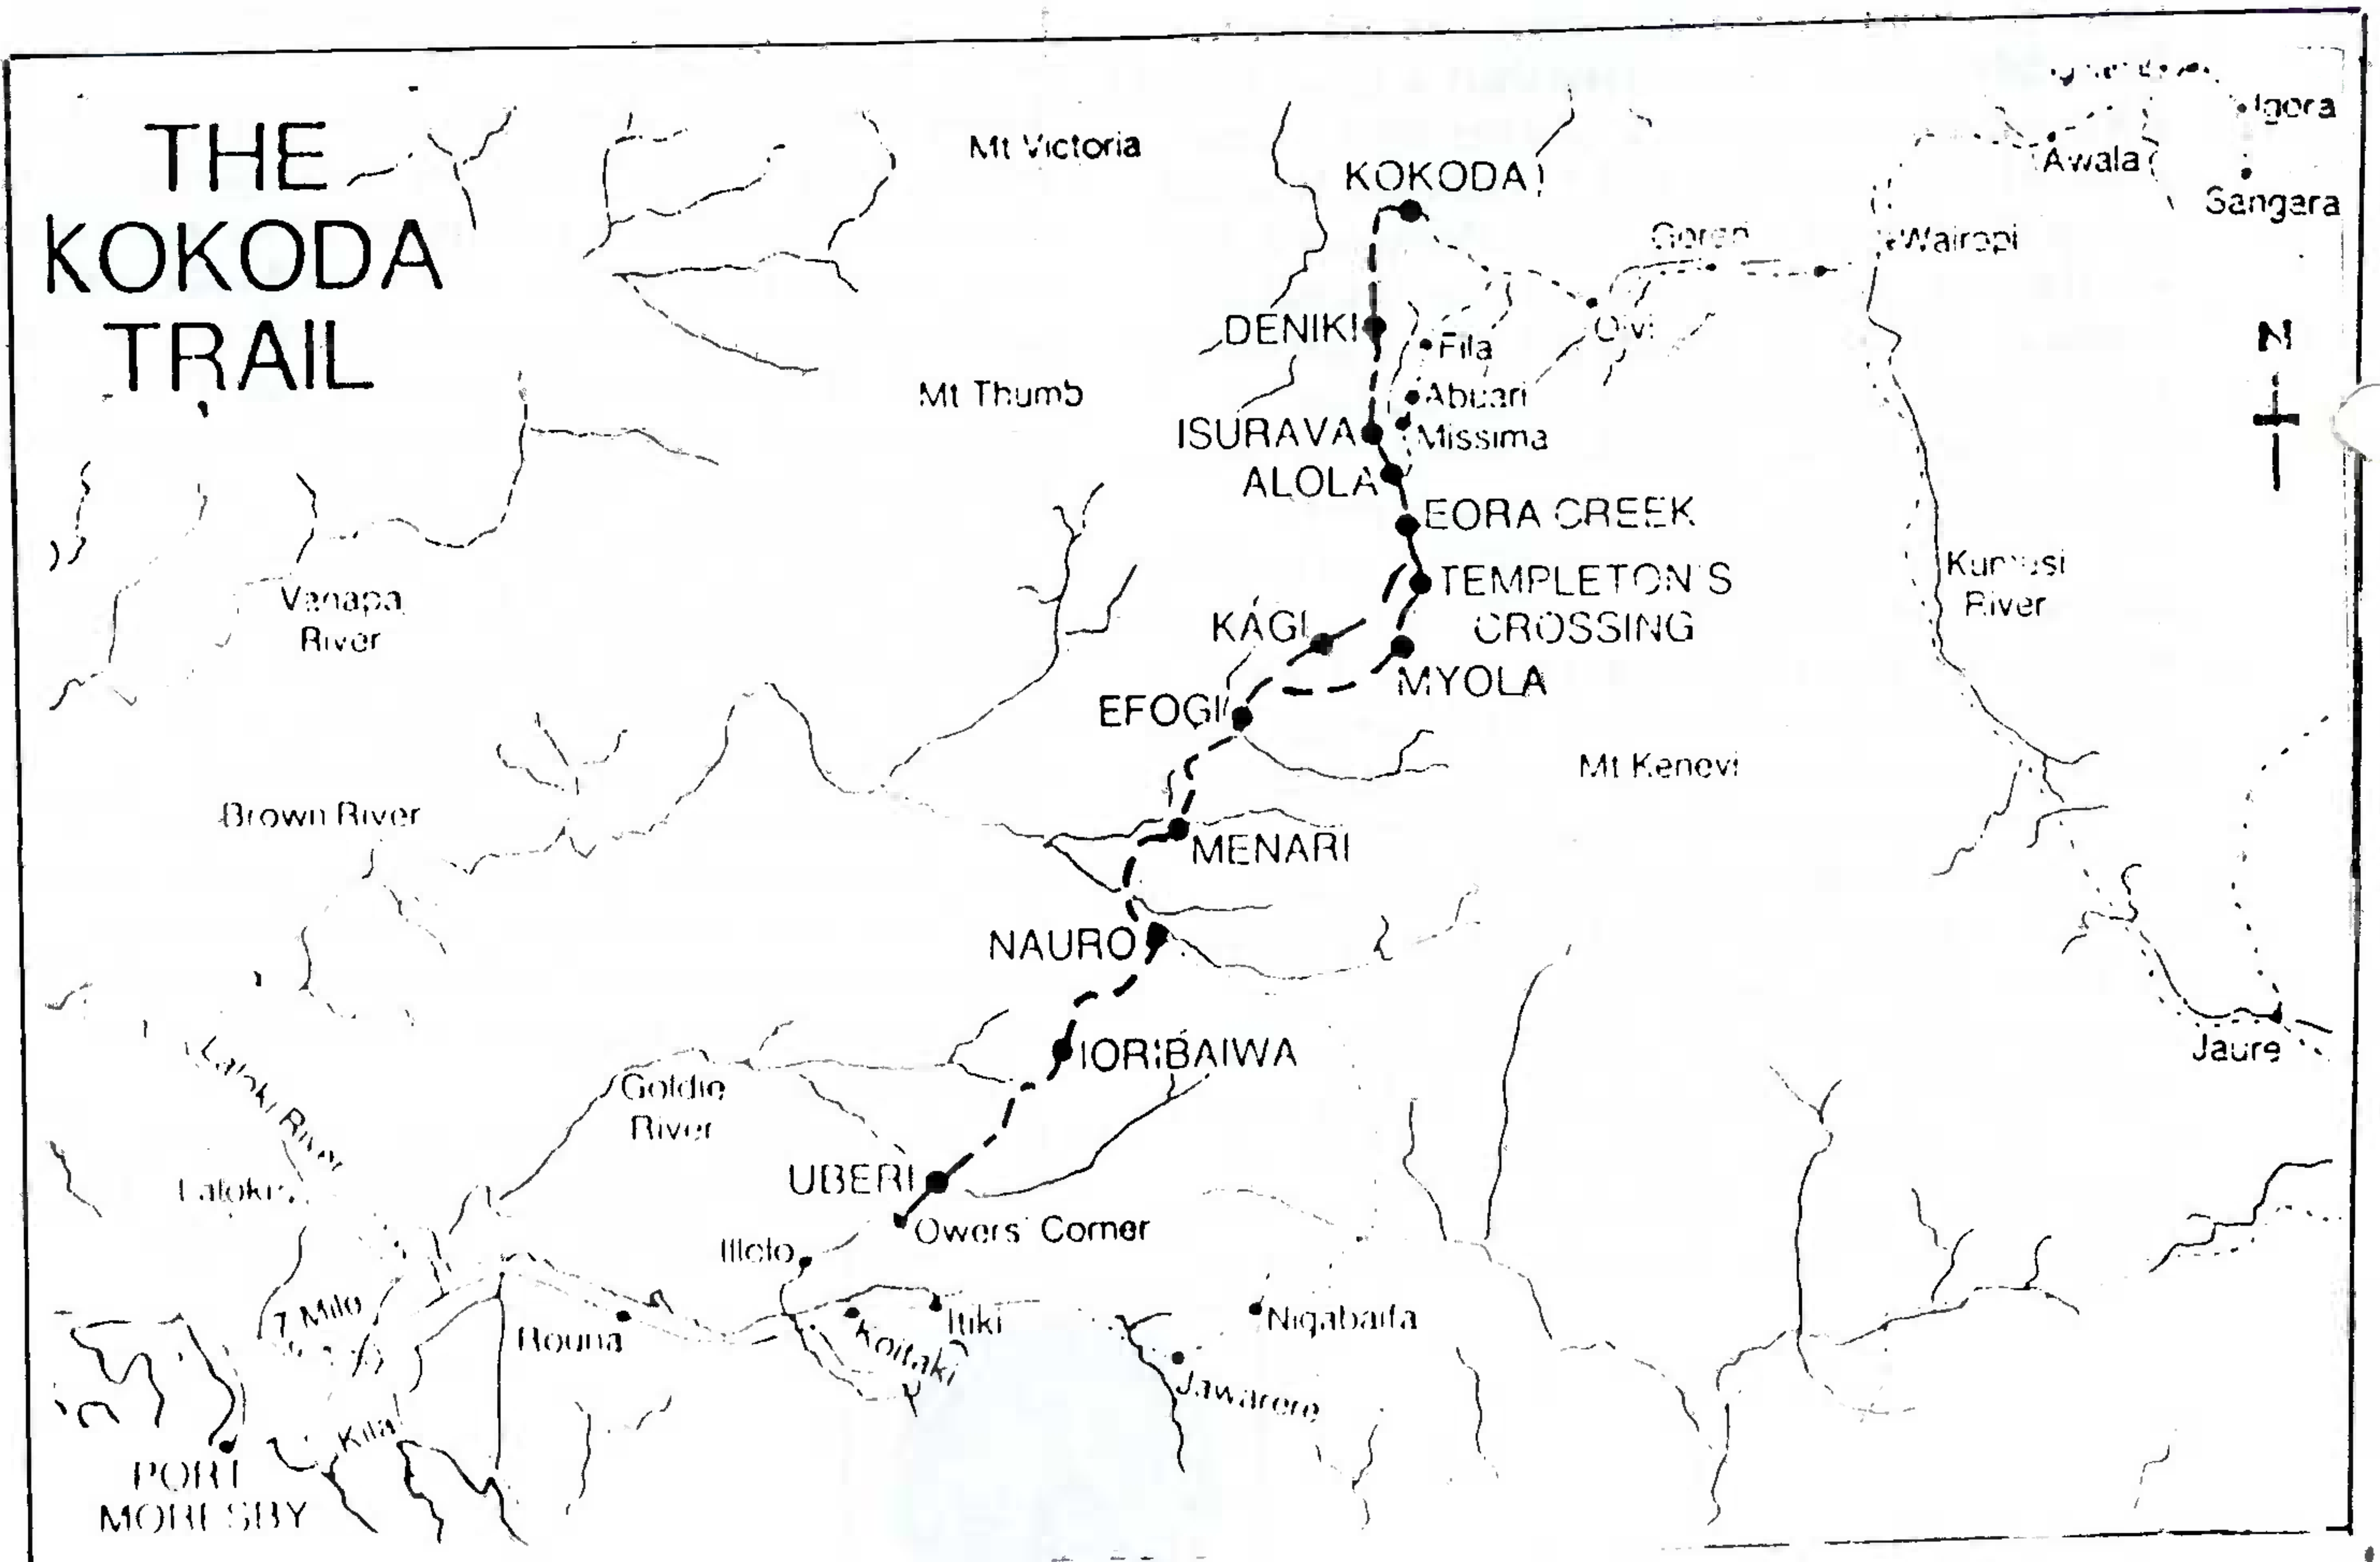 THE
KOKODA
TRAIL
Mt Victoria
KOKODA
Igora
Awala
Sangara
Wairopi
Oivi
N
DENIKI
Fila
Mt Thumb
Abuari
ISURAVA
Missima
ALOLA
EORA CREEK
TEMPLETON'S
CROSSING
Kumusi
River
Vanapa
River
KAGI
MYOLA
EFOGI
Mt Kenevi
Brown River
MENARI
NAURO
IORIBAIWA
Jaure
Laloki River
Goldie
River
UBERI
Laloki
Owers' Corner
Illolo
7 Mile
Rouna
Koitaki
Itiki
Nigabaifa
Jawarere
Kila
PORT
MORESBY